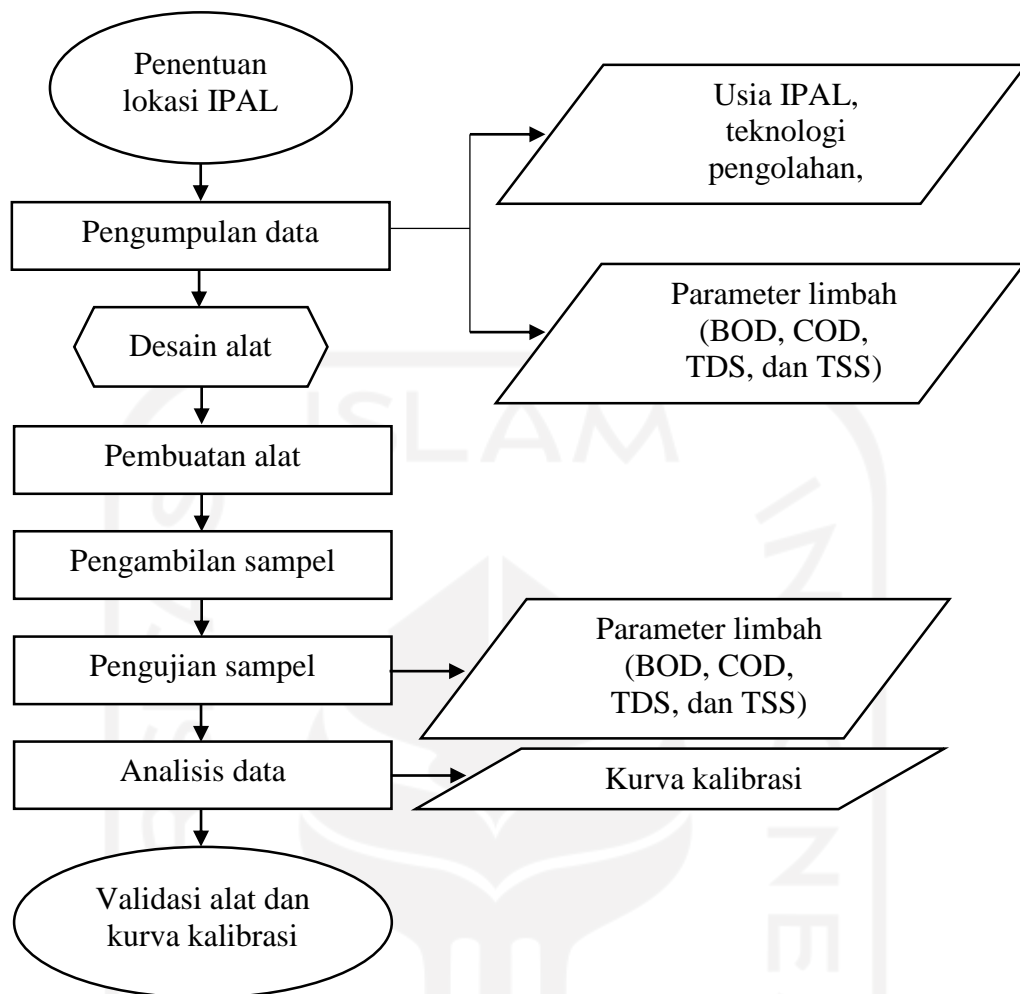 Penentuan
lokasi IPAL
Usia IPAL,
teknologi
pengolahan,
Pengumpulan data
Parameter limbah
(BOD, COD,
TDS, dan TSS)
Desain alat
ISLAM
Pembuatan alat
Pengambilan sampel
Pengujian sampel
Parameter limbah
(BOD, COD,
TDS, dan TSS)
Analisis data
Kurva kalibrasi
Validasi alat dan
kurva kalibrasi